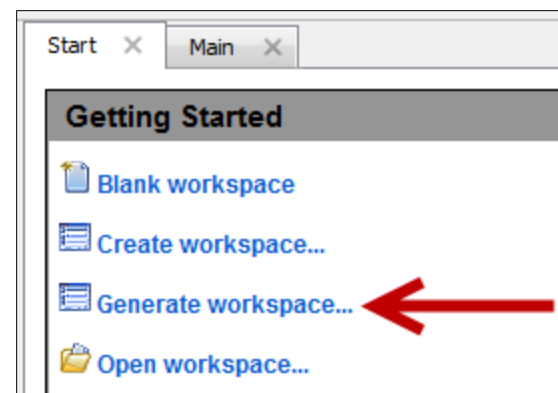 Start Main
Getting Started
Blank workspace
Create workspace...
Generate workspace...
Open workspace...